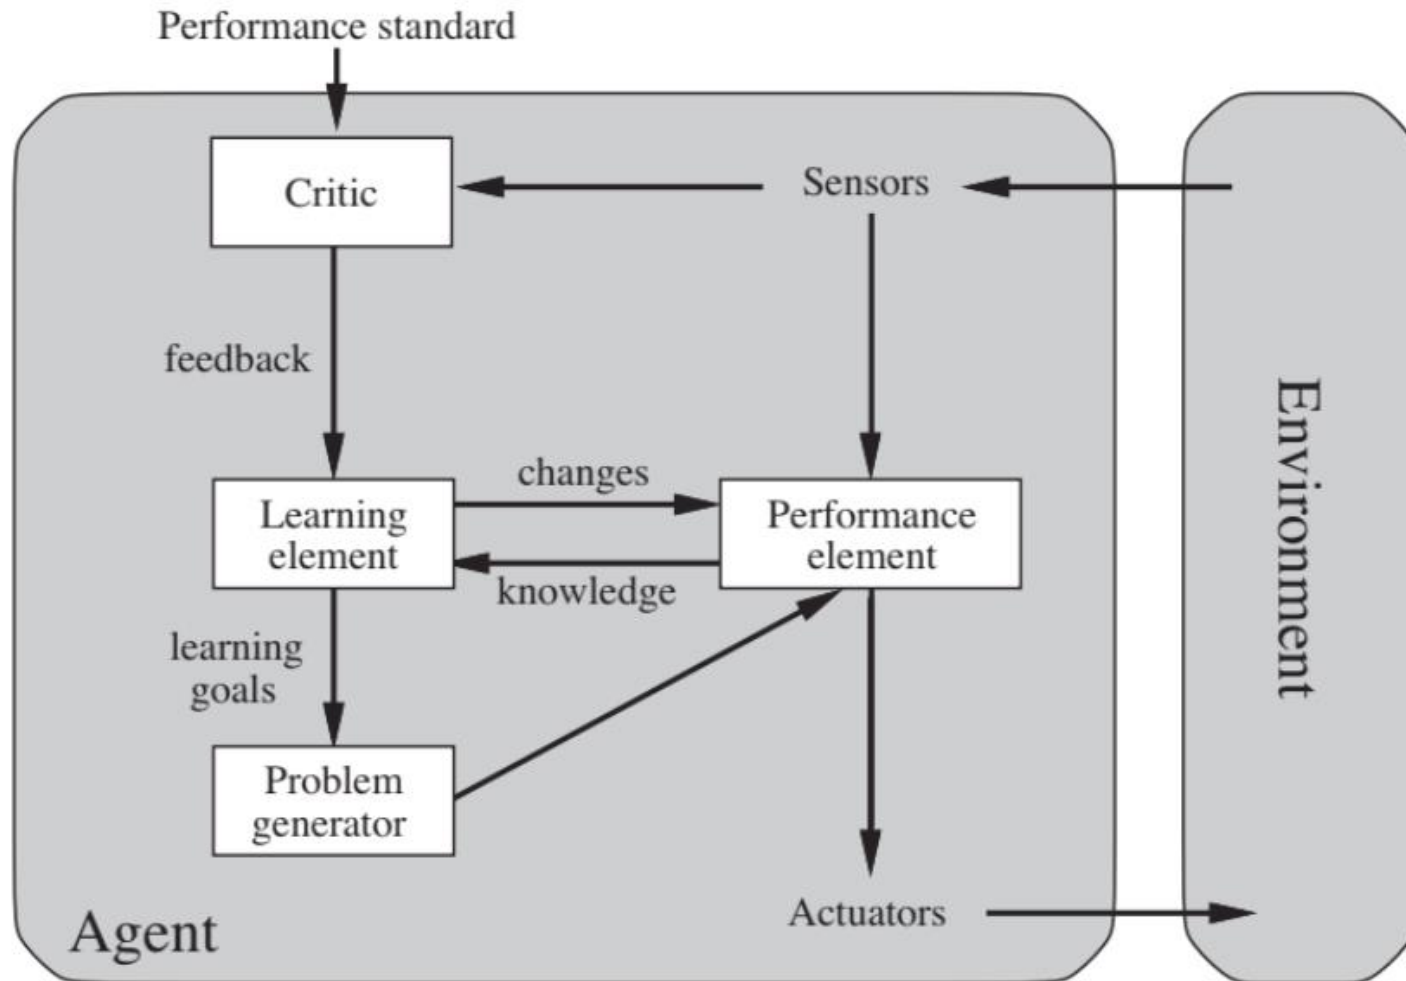 Performance standard
Critic
Sensors
feedback
changes
Learning
element
Performance
element
knowledge
learning
goals
Problem
generator
Actuators
Agent
Environment